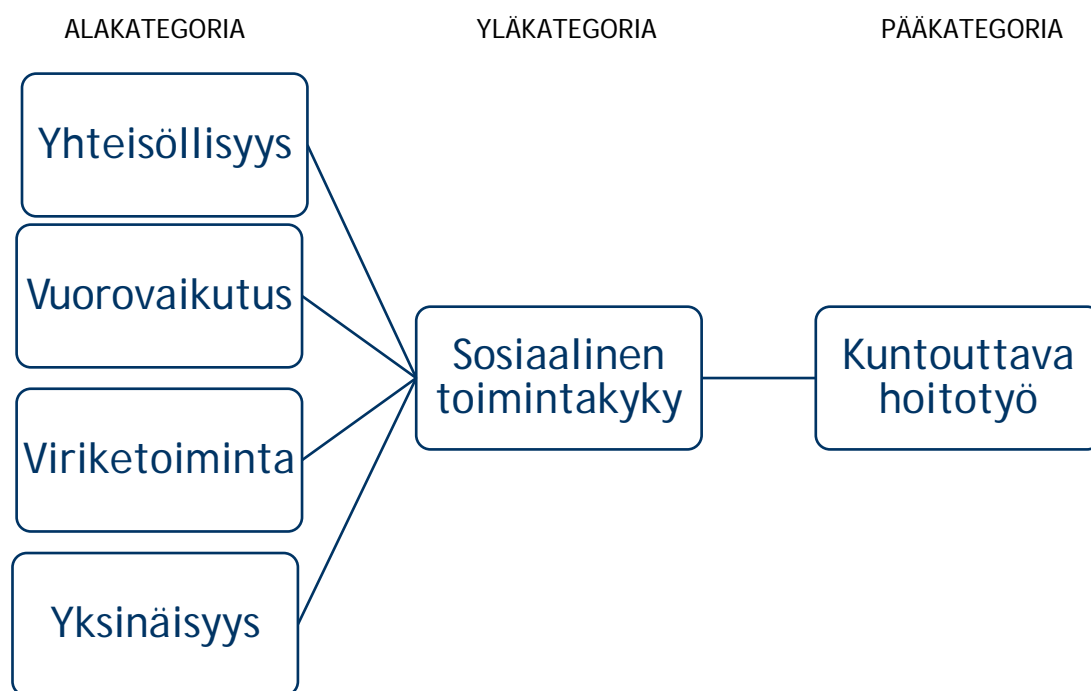 ALAKATEGORIA YLÄKATEGORIA PÄÄKATEGORIA
Yhteisöllisyys
Vuorovaikutus
Viriketoiminta
Yksinäisyys
Sosiaalinen
toimintakyky
Kuntouttava
hoitotyö